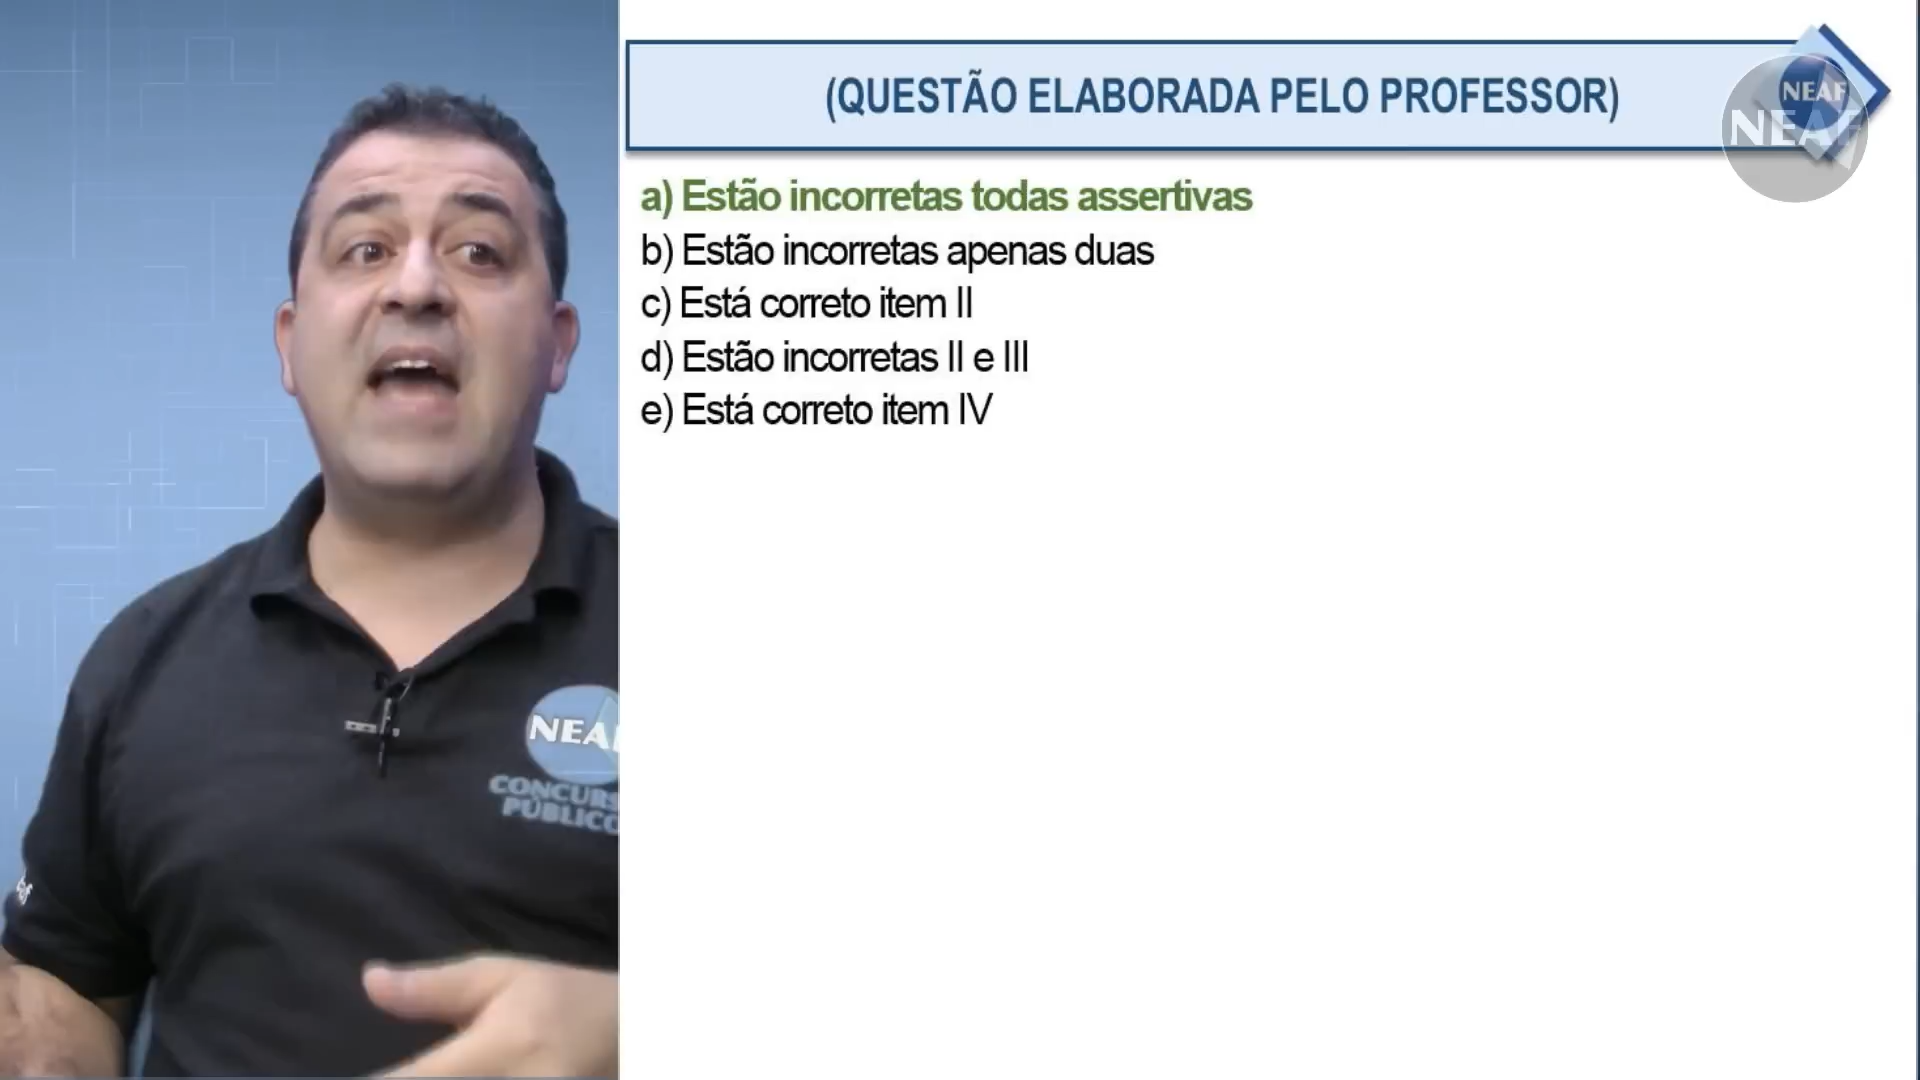 (QUESTÃO ELABORADA PELO PROFESSOR)
NEAF
NEAF
a) Estão incorretas todas assertivas
b) Estão incorretas apenas duas
c) Está correto item II
d) Estão incorretas II e III
e) Está correto item IV
NEA
CONCURS
PÚBLICO